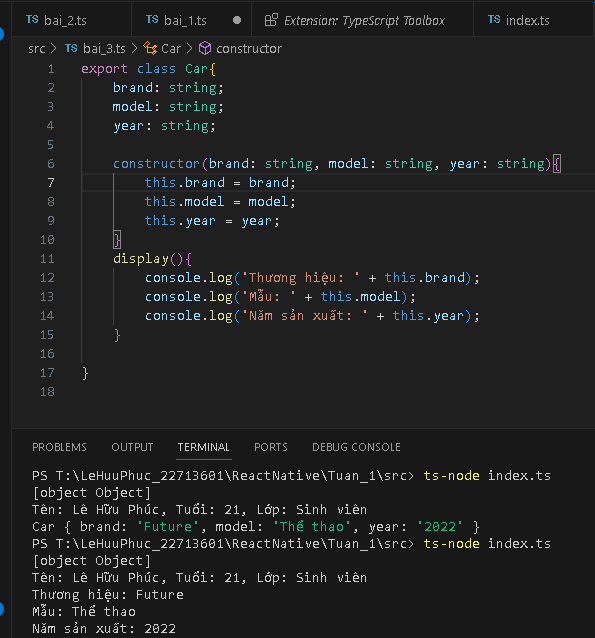 TS bai_2.ts TS bai_1.ts Extension: TypeScript Toolbox TS index.ts
src > TS bai_3.ts > Car > constructor
1 export class Car{
2 brand: string;
3 model: string;
4 year: string;
5
6 constructor(brand: string, model: string, year: string){
7 this.brand = brand;
8 this.model = model;
9 this.year = year;
10 }
11 display(){
12 console.log("Thương hiệu: " + this.brand);
13 console.log("Mẫu: " + this.model);
14 console.log("Năm sản xuất: " + this.year);
15 }
16
17 }
18
PROBLEMS OUTPUT TERMINAL PORTS DEBUG CONSOLE
PS T:\LeHuuPhuc_22713601\ReactNative\Tuan_1\src> ts-node index.ts
[object Object]
Tên: Lê Hữu Phúc, Tuổi: 21, Lớp: Sinh viên
Car { brand: 'Future', model: 'Thể thao', year: '2022' }
PS T:\LeHuuPhuc_22713601\ReactNative\Tuan_1\src> ts-node index.ts
[object Object]
Tên: Lê Hữu Phúc, Tuổi: 21, Lớp: Sinh viên
Thương hiệu: Future
Mẫu: Thể thao
Năm sản xuất: 2022